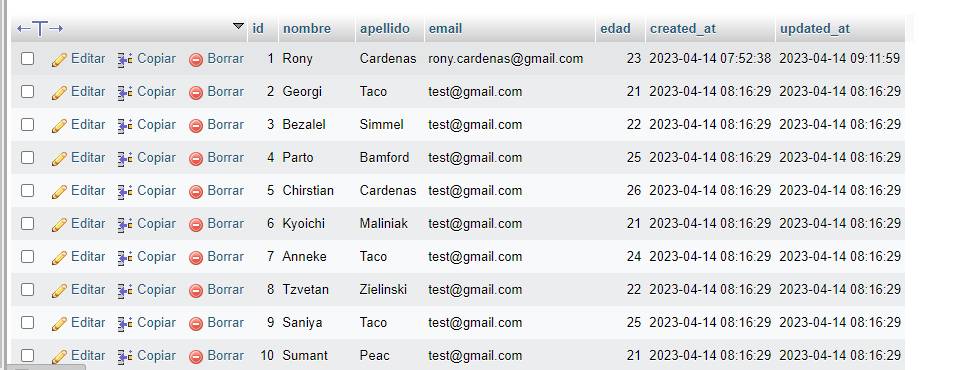 ←T→ id nombre apellido email edad created_at updated_at
Editar Copiar Borrar 1 Rony Cardenas rony.cardenas@gmail.com 23 2023-04-14 07:52:38 2023-04-14 09:11:59
Editar Copiar Borrar 2 Georgi Taco test@gmail.com 21 2023-04-14 08:16:29 2023-04-14 08:16:29
Editar Copiar Borrar 3 Bezalel Simmel test@gmail.com 22 2023-04-14 08:16:29 2023-04-14 08:16:29
Editar Copiar Borrar 4 Parto Bamford test@gmail.com 25 2023-04-14 08:16:29 2023-04-14 08:16:29
Editar Copiar Borrar 5 Chirstian Cardenas test@gmail.com 26 2023-04-14 08:16:29 2023-04-14 08:16:29
Editar Copiar Borrar 6 Kyoichi Maliniak test@gmail.com 21 2023-04-14 08:16:29 2023-04-14 08:16:29
Editar Copiar Borrar 7 Anneke Taco test@gmail.com 24 2023-04-14 08:16:29 2023-04-14 08:16:29
Editar Copiar Borrar 8 Tzvetan Zielinski test@gmail.com 22 2023-04-14 08:16:29 2023-04-14 08:16:29
Editar Copiar Borrar 9 Saniya Taco test@gmail.com 25 2023-04-14 08:16:29 2023-04-14 08:16:29
Editar Copiar Borrar 10 Sumant Peac test@gmail.com 21 2023-04-14 08:16:29 2023-04-14 08:16:29